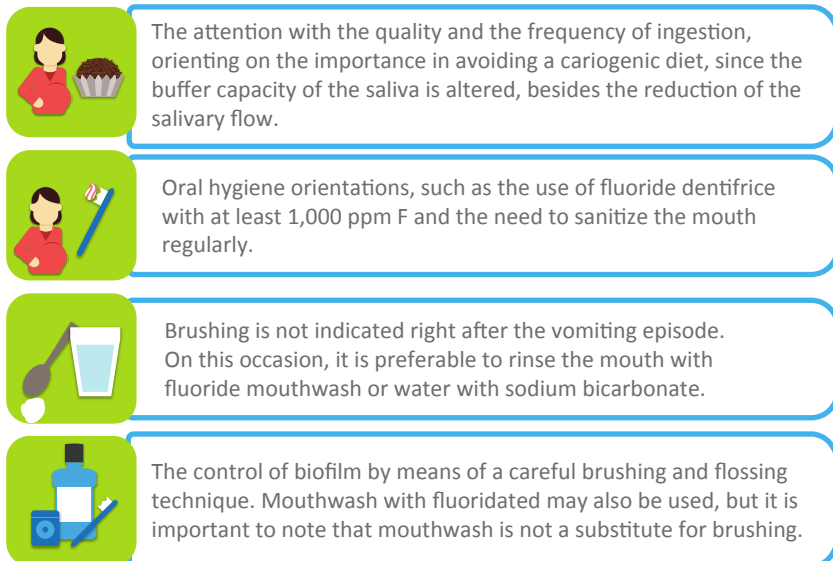 The attention with the quality and the frequency of ingestion,
orienting on the importance in avoiding a cariogenic diet, since the
buffer capacity of the saliva is altered, besides the reduction of the
salivary flow.
Oral hygiene orientations, such as the use of fluoride dentifrice
with at least 1,000 ppm F and the need to sanitize the mouth
regularly.
Brushing is not indicated right after the vomiting episode.
On this occasion, it is preferable to rinse the mouth with
fluoride mouthwash or water with sodium bicarbonate.
The control of biofilm by means of a careful brushing and flossing
technique. Mouthwash with fluoridated may also be used, but it is
important to note that mouthwash is not a substitute for brushing.